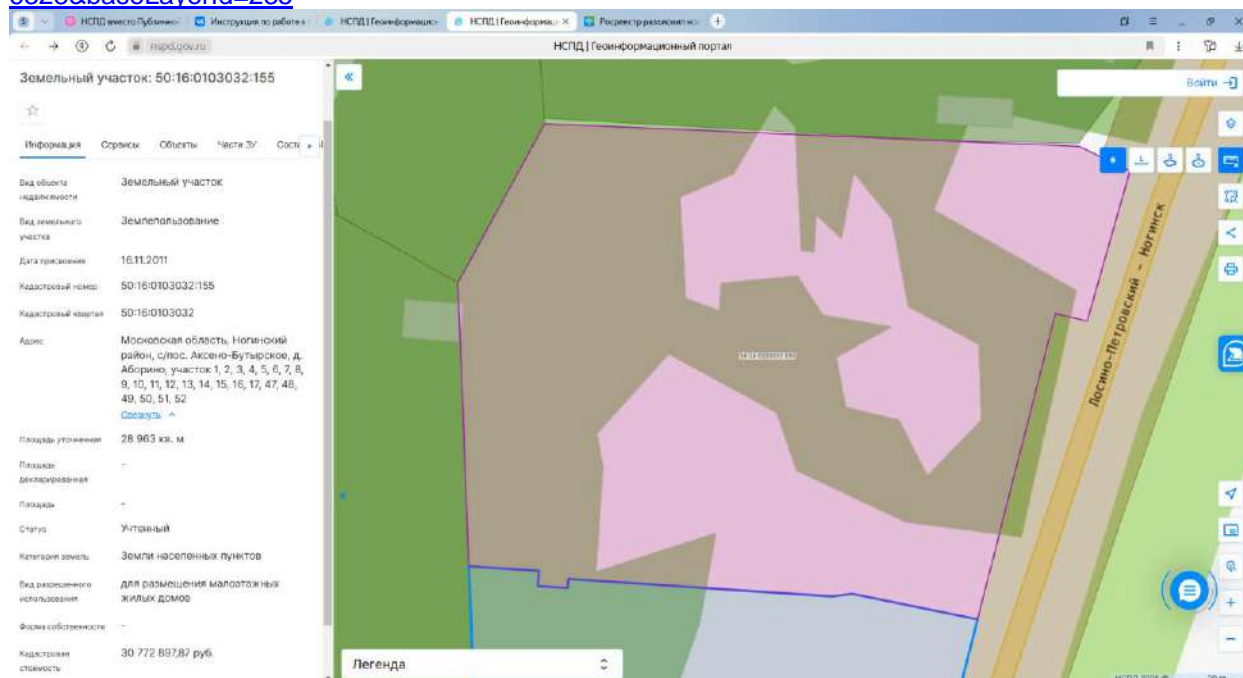 НСПД вместо Публично
Инструкция по работе в
НСПД | Геоинформацио
НСПД | Геоинформац
Росреестр разъяснил
nspd.gov.ru
НСПД | Геоинформационный портал
Земельный участок: 50:16:0103032:155
Войти
Информация Сервисы Объекты Части ЗУ Соста
Вид объекта недвижимости
Земельный участок
Вид земельного участка
Землепользование
Дата присвоения
16.11.2011
Кадастровый номер
50:16:0103032:155
Кадастровый квартал
50:16:0103032
Адрес
Московская область, Ногинский
район, с/пос. Аксено-Бутырское, д.
Аборино, участок 1, 2, 3, 4, 5, 6, 7, 8,
9, 10, 11, 12, 13, 14, 15, 16, 17, 47, 48,
49, 50, 51, 52
Свернуть
Площадь уточненная
28 963 кв. м
Площадь
декларированная
-
Площадь
-
Статус
Учтенный
Категория земель
Земли населенных пунктов
Вид разрешенного
использования
для размещения малоэтажных
жилых домов
Форма собственности
-
Кадастровая
стоимость
30 772 897,87 руб.
Лосино-Петровский - Ногинск
Легенда